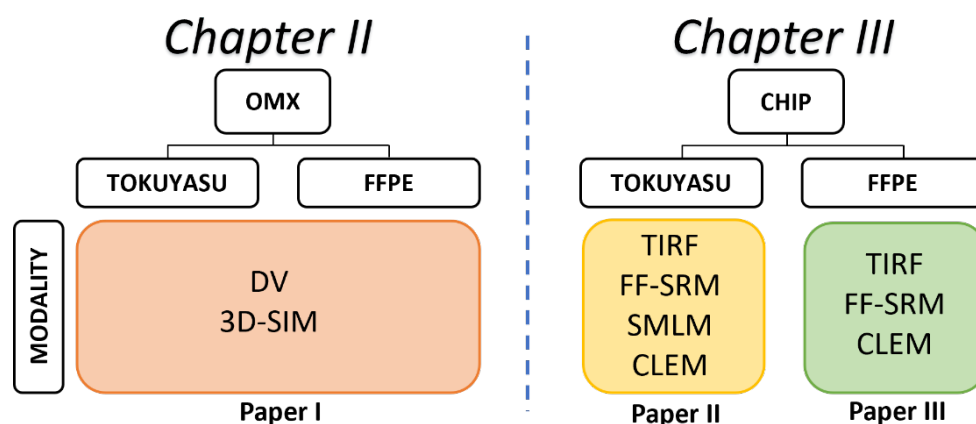 Chapter II
OMX
TOKUYASU
FFPE
MODALITY
DV
3D-SIM
Paper I
Chapter III
CHIP
TOKUYASU
FFPE
TIRF
FF-SRM
SMLM
CLEM
Paper II
TIRF
FF-SRM
CLEM
Paper III